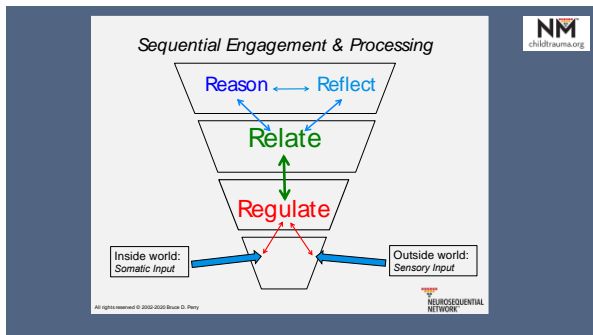 Sequential Engagement & Processing
NM
childtrauma.org
Reason
Reflect
Relate
Regulate
Inside world:
Somatic Input
Outside world:
Sensory Input
All rights reserved © 2002-2020 Bruce D. Perry
NEUROSEQUENTIAL
NETWORK™